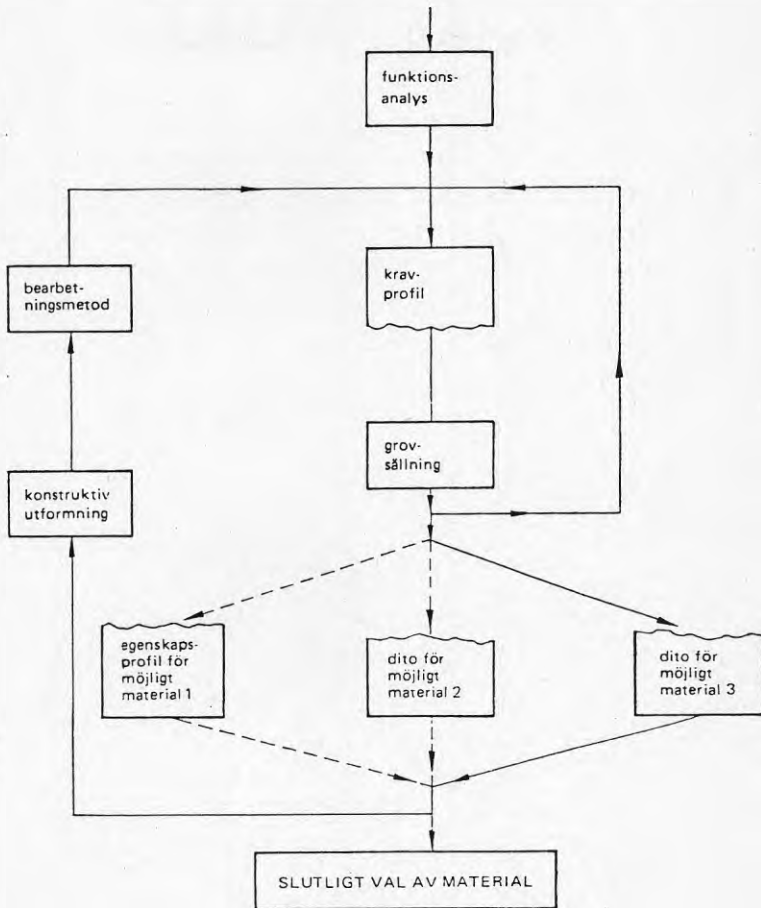 funktions-
analys
krav-
profil
bearbet-
ningsmetod
grov-
sållning
konstruktiv
utformning
egenskaps-
profil för
möjligt
material 1
dito för
möjligt
material 2
dito för
möjligt
material 3
SLUTLIGT VAL AV MATERIAL